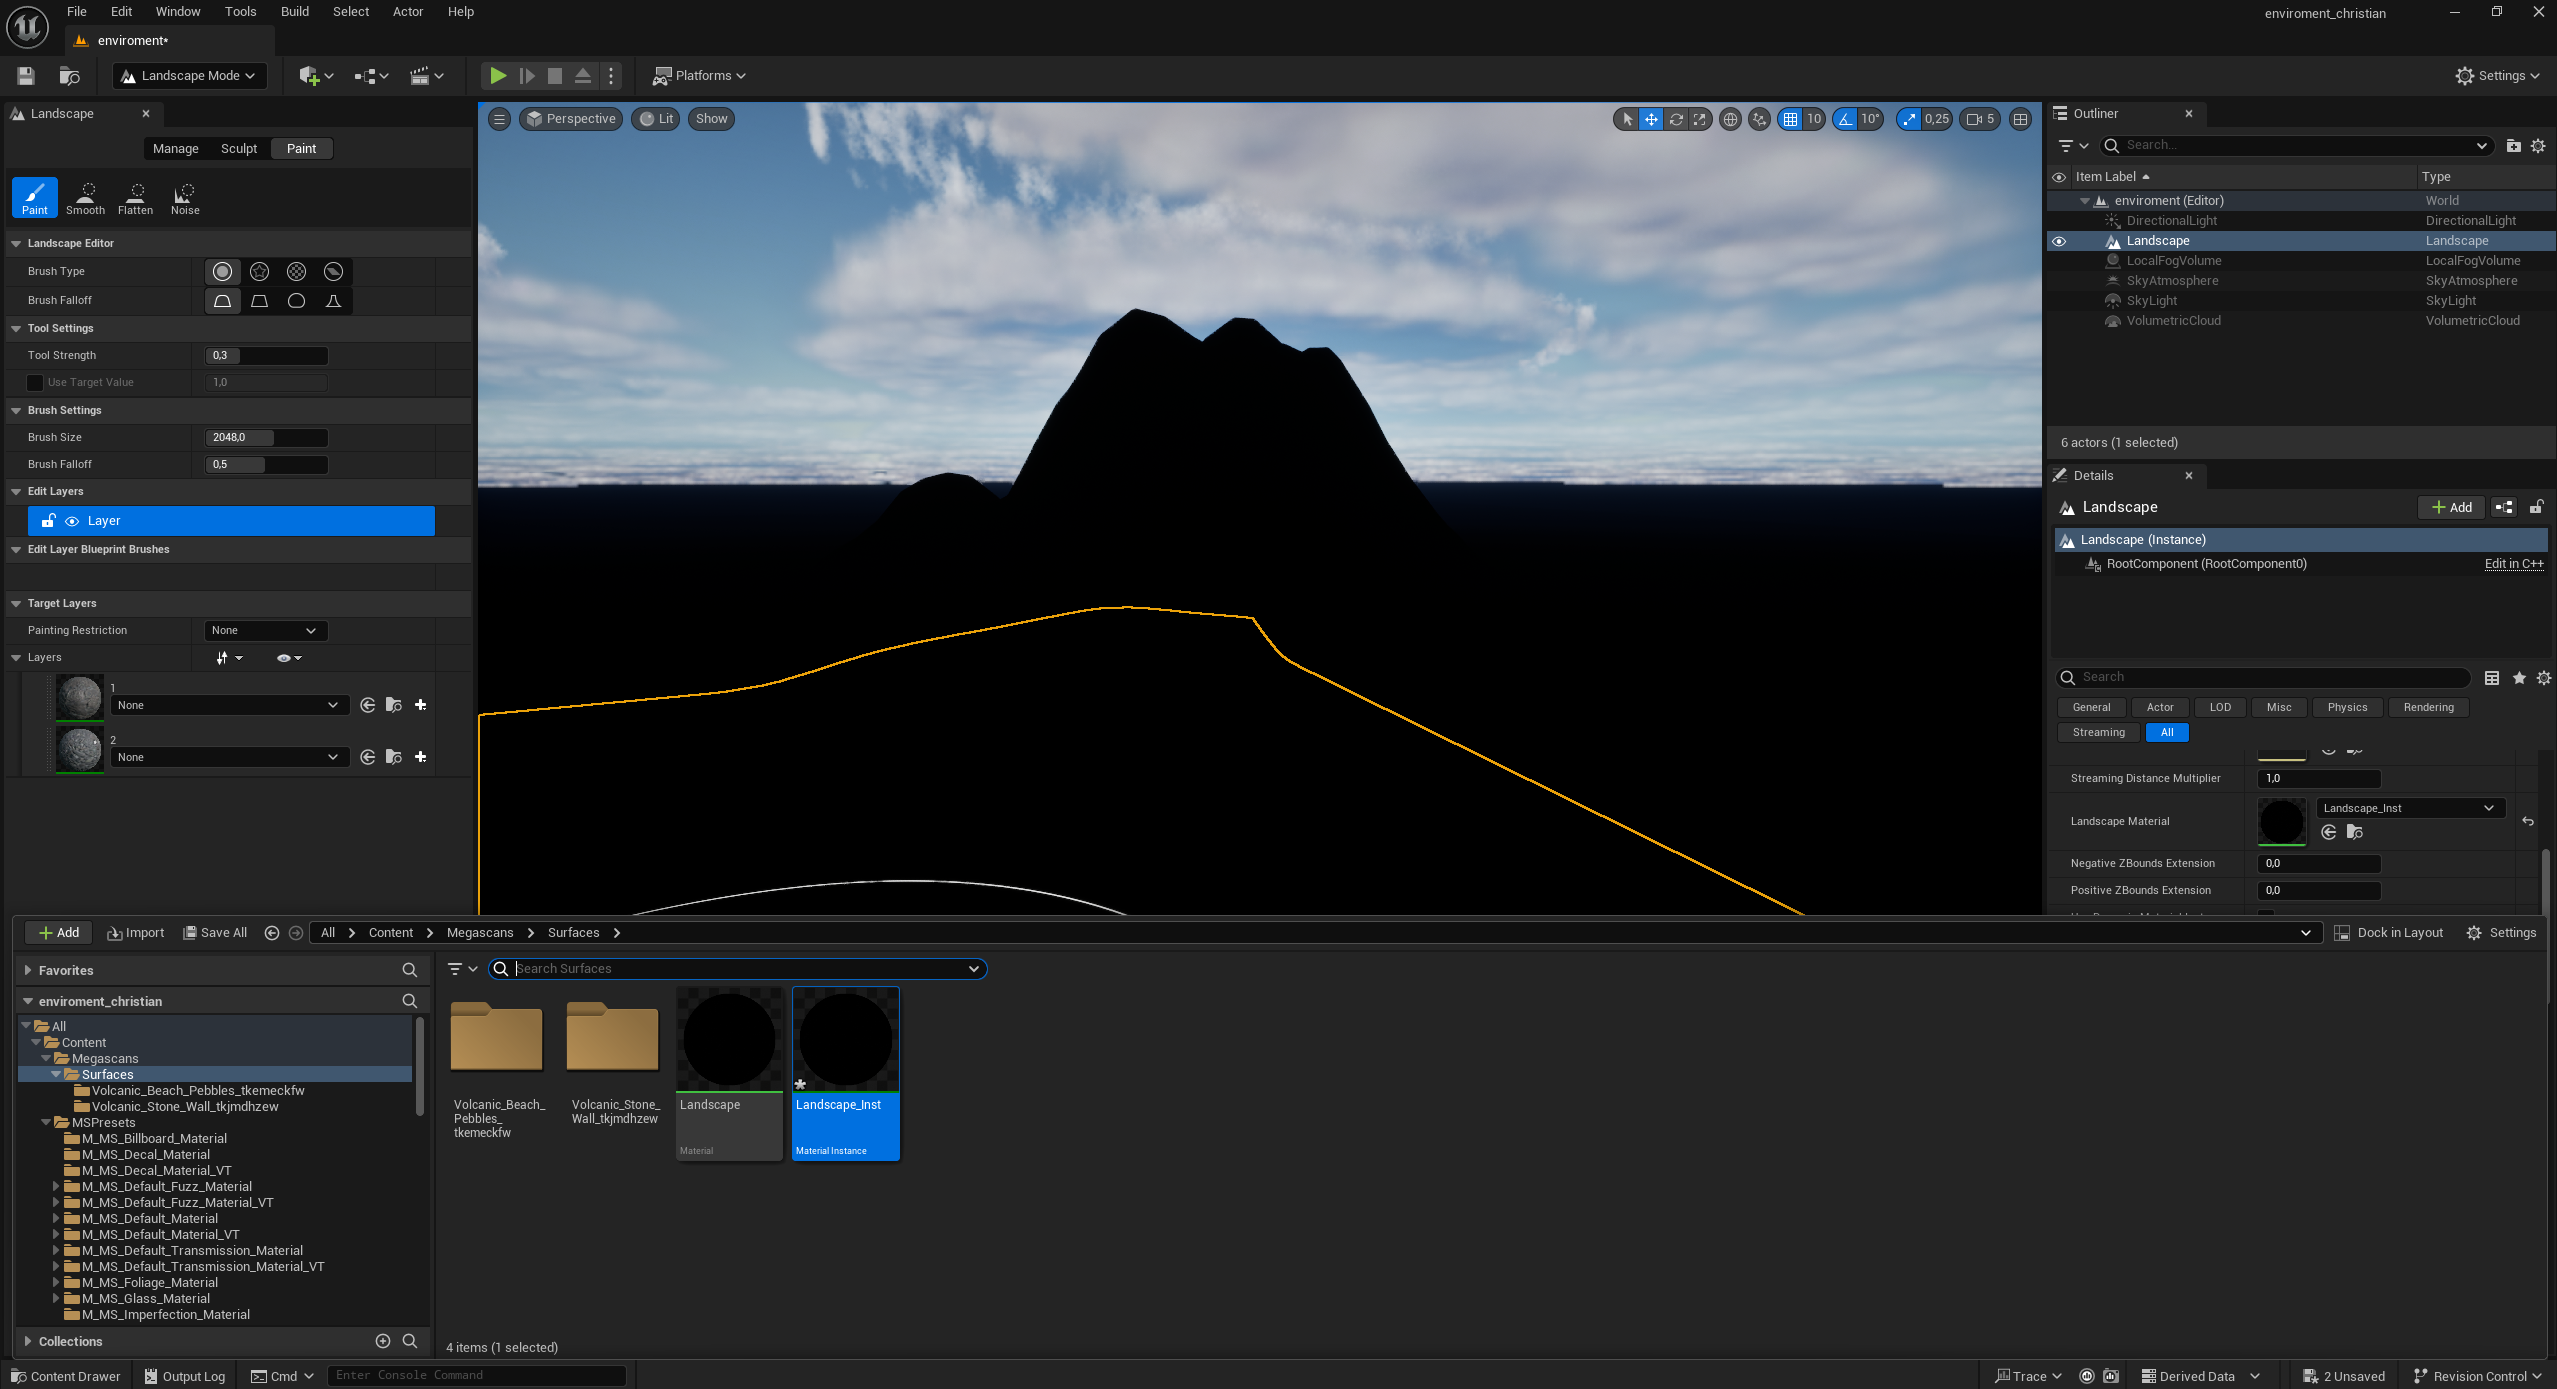 File Edit Window Tools Build Select Actor Help
enviroment_christian
enviroment*
Landscape Mode
Platforms
Settings
Landscape
Manage Sculpt Paint
Paint Smooth Flatten Noise
Landscape Editor
Brush Type
Brush Falloff
Tool Settings
Tool Strength 0,3
Use Target Value 1,0
Brush Settings
Brush Size 2048,0
Brush Falloff 0,5
Edit Layers
Layer
Edit Layer Blueprint Brushes
Target Layers
Painting Restriction None
Layers
1
None
2
None
Perspective Lit Show
10 10° 0,25 5
Outliner
Search...
Item Label Type
enviroment (Editor) World
DirectionalLight DirectionalLight
Landscape Landscape
LocalFogVolume LocalFogVolume
SkyAtmosphere SkyAtmosphere
SkyLight SkyLight
VolumetricCloud VolumetricCloud
6 actors (1 selected)
Details
Landscape Add
Landscape (Instance)
RootComponent (RootComponent0) Edit in C++
Search
General Actor LOD Misc Physics Rendering
Streaming All
Streaming Distance Multiplier 1,0
Landscape Material Landscape_Inst
Negative ZBounds Extension 0,0
Positive ZBounds Extension 0,0
Add Import Save All All Content Megascans Surfaces Dock in Layout Settings
Favorites
enviroment_christian
All
Content
Megascans
Surfaces
Volcanic_Beach_Pebbles_tkemeckfw
Volcanic_Stone_Wall_tkjmdhzew
MSPresets
M_MS_Billboard_Material
M_MS_Decal_Material
M_MS_Decal_Material_VT
M_MS_Default_Fuzz_Material
M_MS_Default_Fuzz_Material_VT
M_MS_Default_Material
M_MS_Default_Material_VT
M_MS_Default_Transmission_Material
M_MS_Default_Transmission_Material_VT
M_MS_Foliage_Material
M_MS_Glass_Material
M_MS_Imperfection_Material
Collections
Search Surfaces
Volcanic_Beach_
Pebbles_
tkemeckfw
Volcanic_Stone_
Wall_tkjmdhzew
Landscape
Material
Landscape_Inst
Material Instance
4 items (1 selected)
Content Drawer Output Log Cmd Enter Console Command Trace Derived Data 2 Unsaved Revision Control